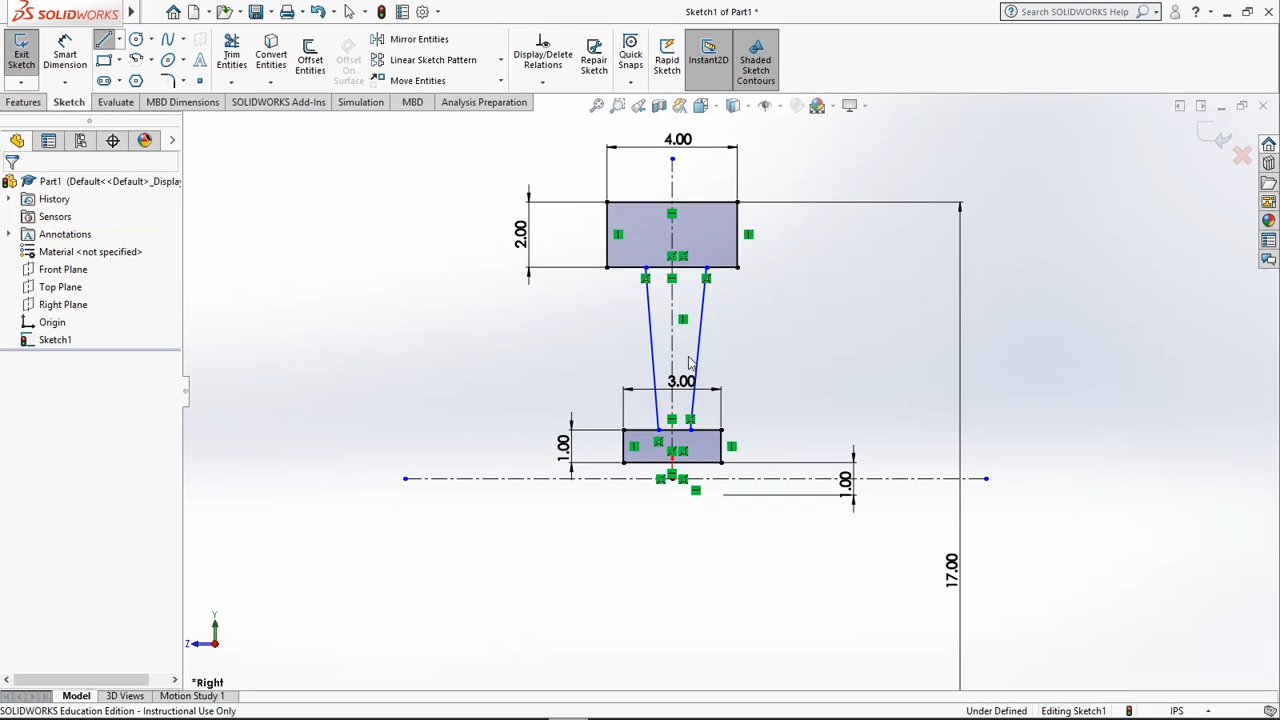 SOLIDWORKS
Sketch1 of Part1 *
Search SOLIDWORKS Help
?
Exit Sketch
Smart Dimension
Trim Entities
Convert Entities
Offset Entities
Offset On Surface
Mirror Entities
Linear Sketch Pattern
Move Entities
Display/Delete Relations
Repair Sketch
Quick Snaps
Rapid Sketch
Instant2D
Shaded Sketch Contours
Features
Sketch
Evaluate
MBD Dimensions
SOLIDWORKS Add-Ins
Simulation
MBD
Analysis Preparation
Part1 (Default<<Default>_Displa
History
Sensors
Annotations
Material <not specified>
Front Plane
Top Plane
Right Plane
Origin
Sketch1
4.00
2.00
3.00
1.00
1.00
17.00
Y
Z
*Right
Model
3D Views
Motion Study 1
SOLIDWORKS Education Edition - Instructional Use Only
Under Defined
Editing Sketch1
IPS